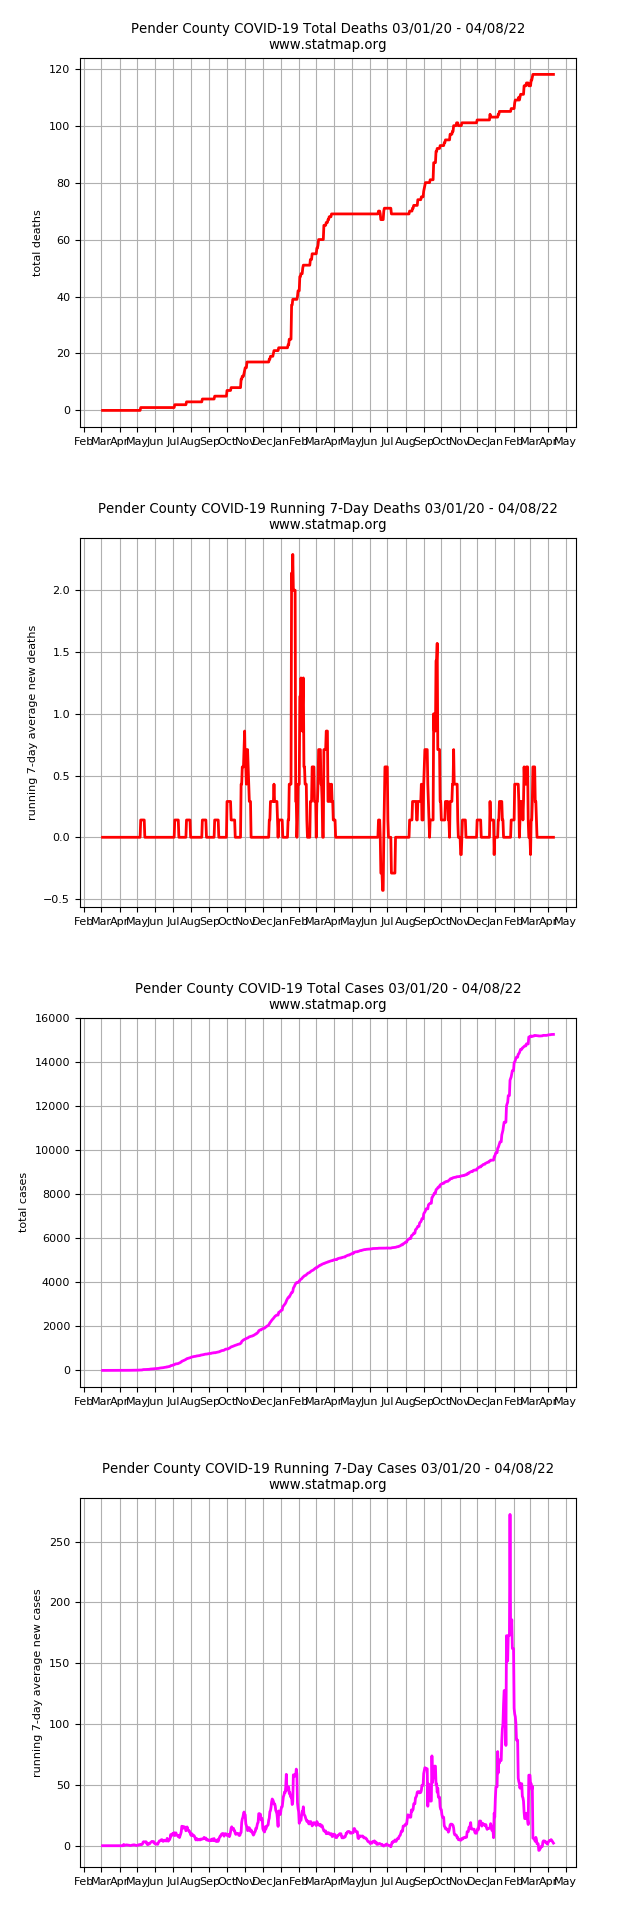 Pender County COVID-19 Total Deaths 03/01/20 - 04/08/22
www.statmap.org
120
100
80
60
40
20
0
total deaths
Feb Mar Apr May Jun Jul Aug Sep Oct Nov Dec Jan Feb Mar Apr May Jun Jul Aug Sep Oct Nov Dec Jan Feb Mar Apr May
Pender County COVID-19 Running 7-Day Deaths 03/01/20 - 04/08/22
www.statmap.org
2.0
1.5
1.0
0.5
0.0
−0.5
running 7-day average new deaths
Feb Mar Apr May Jun Jul Aug Sep Oct Nov Dec Jan Feb Mar Apr May Jun Jul Aug Sep Oct Nov Dec Jan Feb Mar Apr May
Pender County COVID-19 Total Cases 03/01/20 - 04/08/22
www.statmap.org
16000
14000
12000
10000
8000
6000
4000
2000
0
total cases
Feb Mar Apr May Jun Jul Aug Sep Oct Nov Dec Jan Feb Mar Apr May Jun Jul Aug Sep Oct Nov Dec Jan Feb Mar Apr May
Pender County COVID-19 Running 7-Day Cases 03/01/20 - 04/08/22
www.statmap.org
250
200
150
100
50
0
running 7-day average new cases
Feb Mar Apr May Jun Jul Aug Sep Oct Nov Dec Jan Feb Mar Apr May Jun Jul Aug Sep Oct Nov Dec Jan Feb Mar Apr May